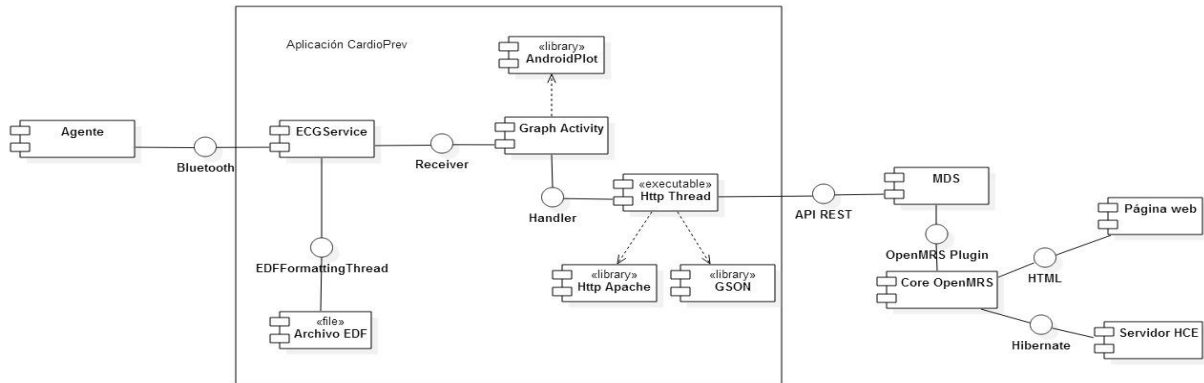 Aplicación CardioPrev
«library»
AndroidPlot
Agente
Bluetooth
ECGService
Receiver
Graph Activity
Handler
«executable»
Http Thread
API REST
MDS
Página web
EDFFormattingThread
OpenMRS Plugin
«library»
Http Apache
«library»
GSON
Core OpenMRS
HTML
«file»
Archivo EDF
Hibernate
Servidor HCE